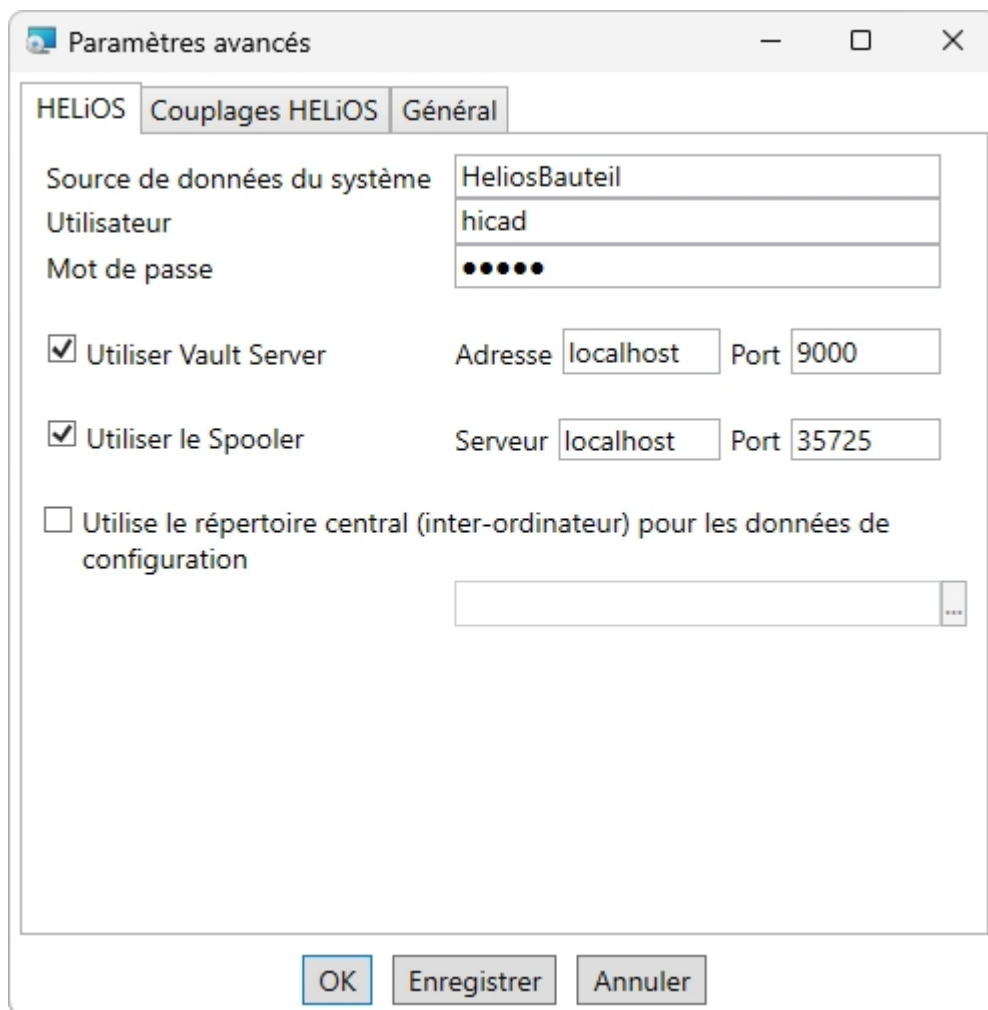 Paramètres avancés
HELiOS Couplages HELiOS Général
Source de données du système HeliosBauteil
Utilisateur hicad
Mot de passe ●●●●●
Utiliser Vault Server Adresse localhost Port 9000
Utiliser le Spooler Serveur localhost Port 35725
Utilise le répertoire central (inter-ordinateur) pour les données de
configuration
...
OK Enregistrer Annuler